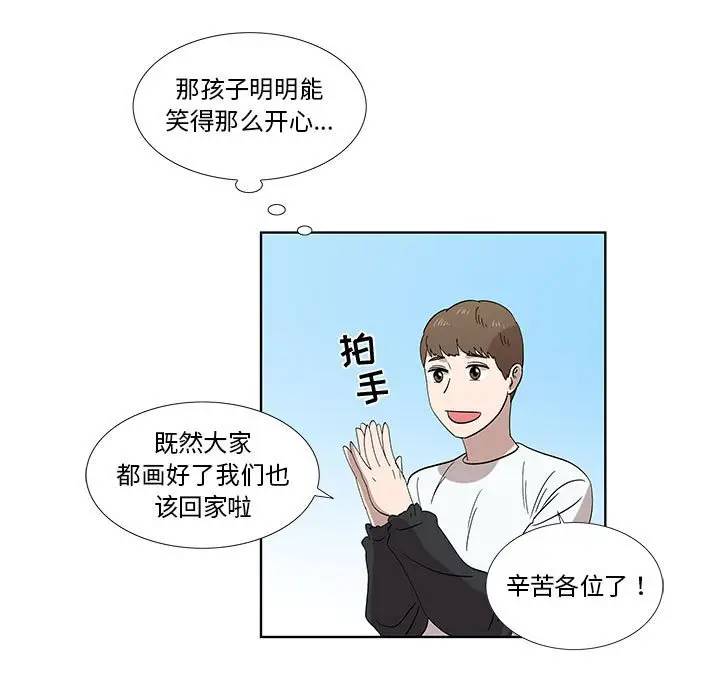 那孩子明明能
笑得那么开心...
拍
手
既然大家
都画好了我们也
该回家啦
辛苦各位了！